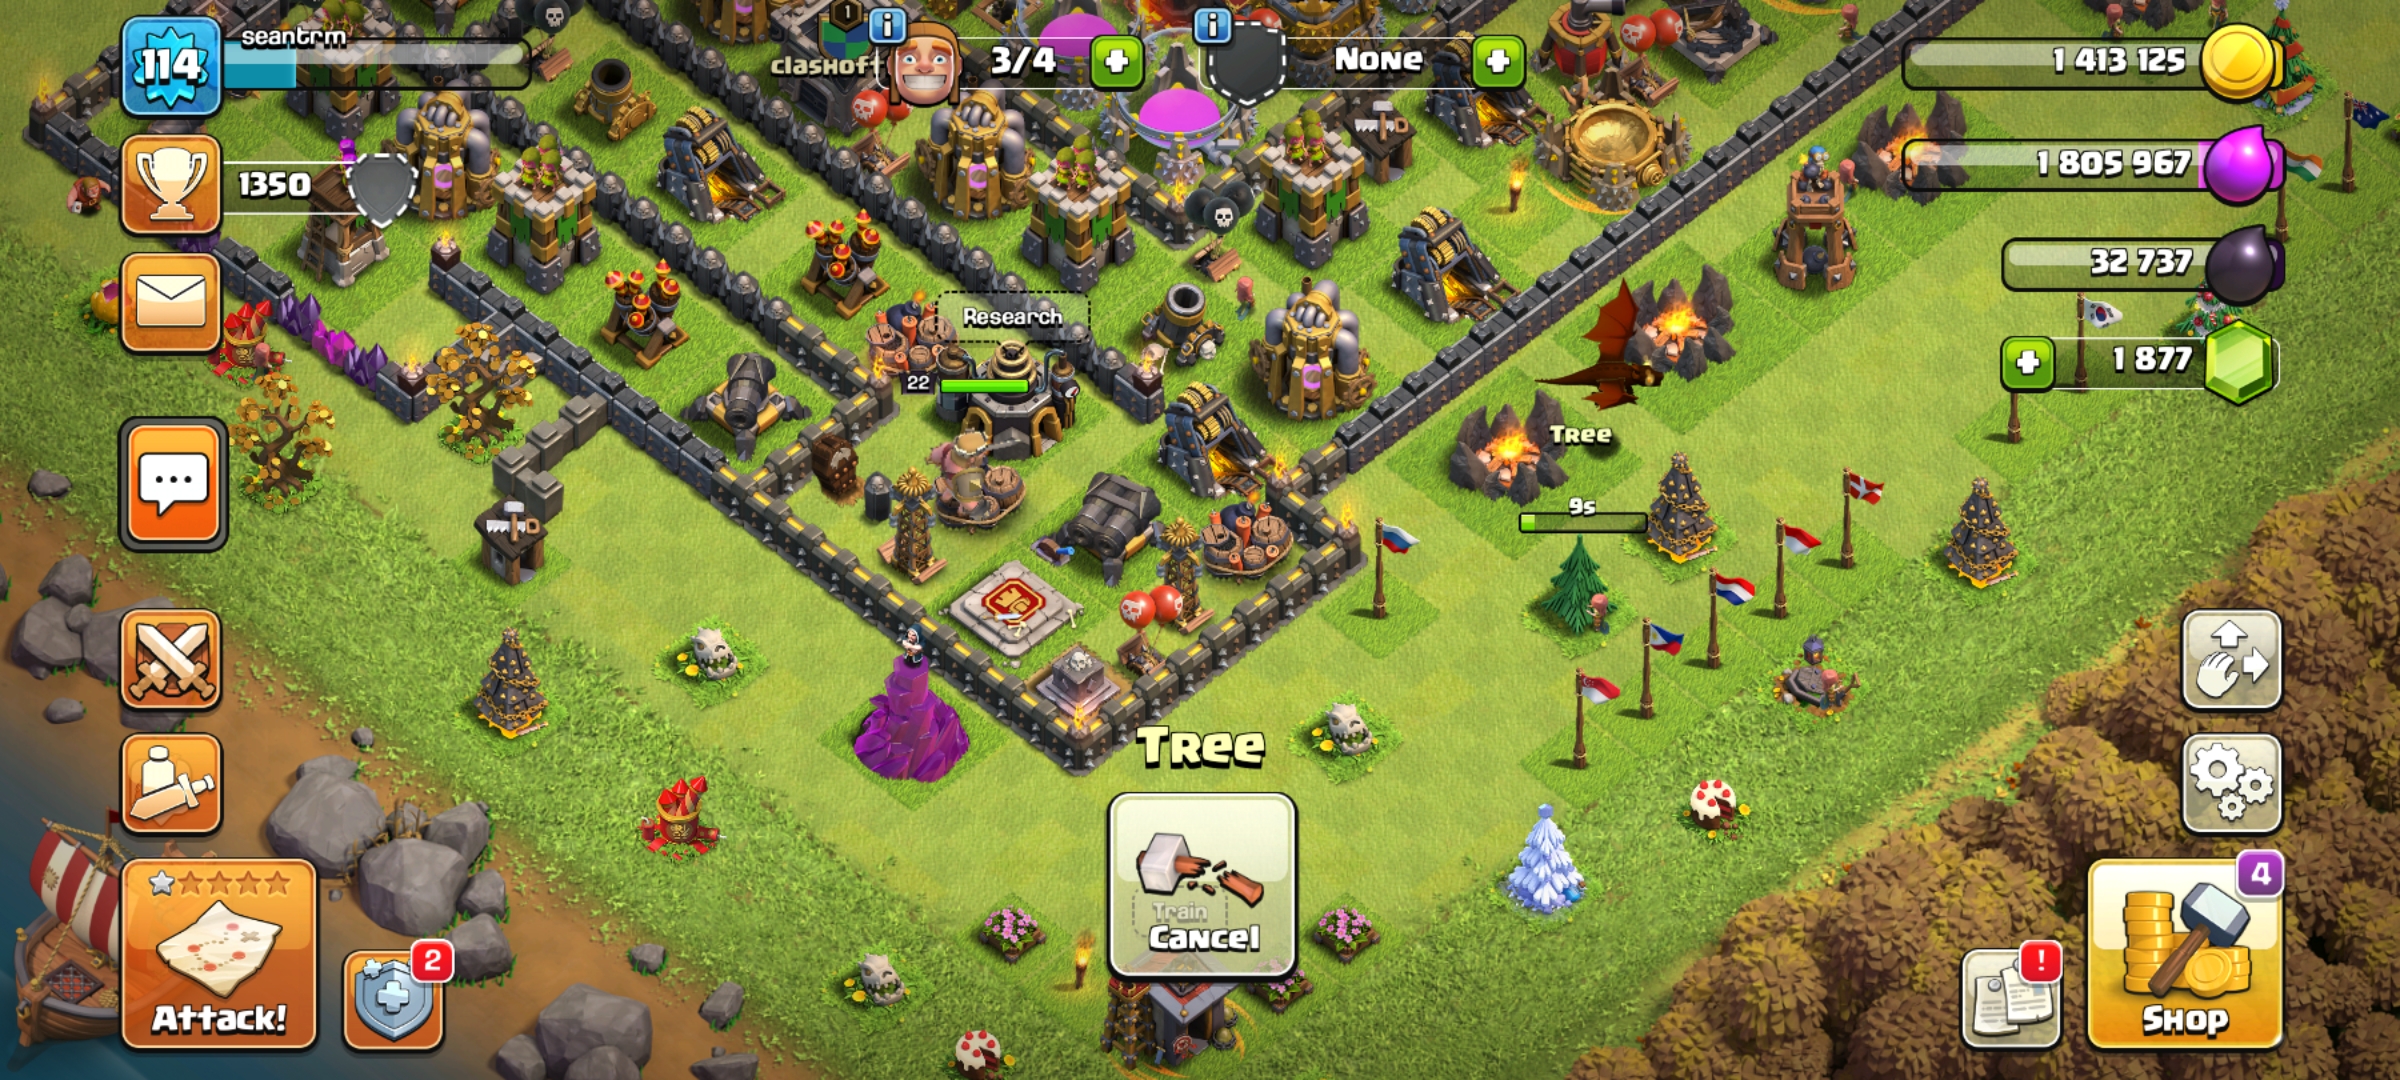 114
seantrm
1
clashoft
3/4
None
1 413 125
1350
1 805 967
32 737
Research
22
1 877
Tree
9s
Tree
Train
Cancel
Attack!
2
4
!
Shop